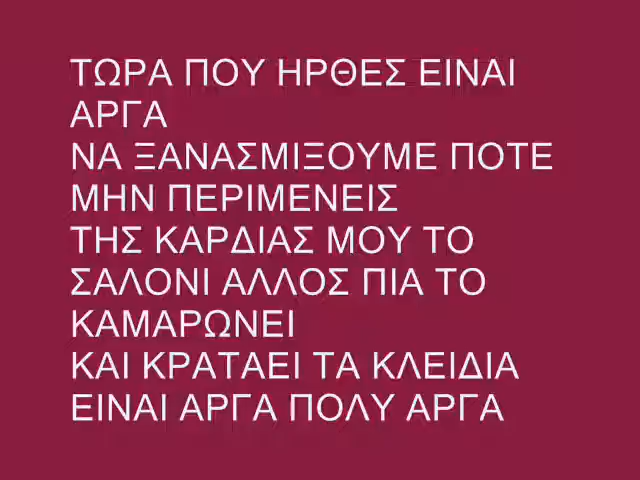 ΤΩΡΑ ΠΟΥ ΗΡΘΕΣ ΕΙΝΑΙ
ΑΡΓΑ
ΝΑ ΞΑΝΑΣΜΙΞΟΥΜΕ ΠΟΤΕ
ΜΗΝ ΠΕΡΙΜΕΝΕΙΣ
ΤΗΣ ΚΑΡΔΙΑΣ ΜΟΥ ΤΟ
ΣΑΛΟΝΙ ΑΛΛΟΣ ΠΙΑ ΤΟ
ΚΑΜΑΡΩΝΕΙ
ΚΑΙ ΚΡΑΤΑΕΙ ΤΑ ΚΛΕΙΔΙΑ
ΕΙΝΑΙ ΑΡΓΑ ΠΟΛΥ ΑΡΓΑ